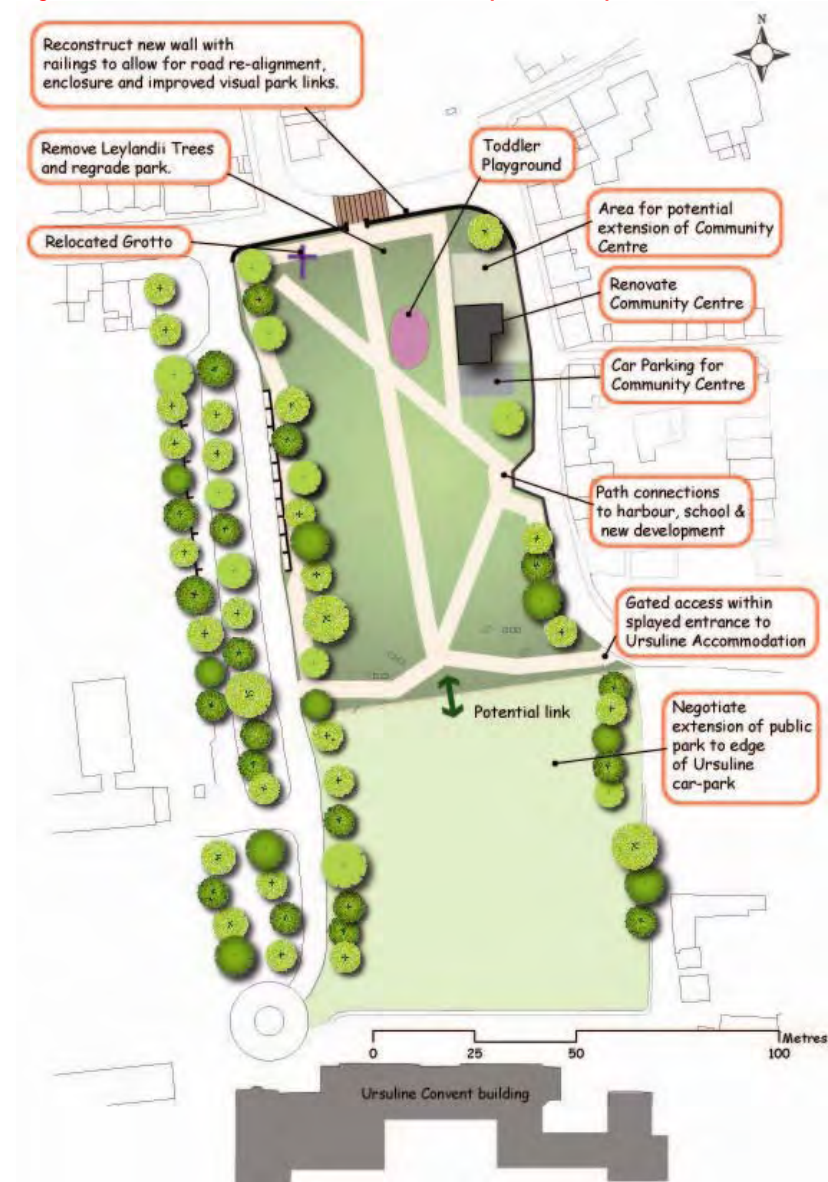 N
Reconstruct new wall with
railings to allow for road re-alignment,
enclosure and improved visual park links.
Remove Leylandii Trees
and regrade park.
Toddler
Playground
Relocated Grotto
Area for potential
extension of Community
Centre
Renovate
Community Centre
Car Parking for
Community Centre
Path connections
to harbour, school &
new development
Gated access within
splayed entrance to
Ursuline Accommodation
Potential link
Negotiate
extension of public
park to edge
of Ursuline
car-park
Metres
0 25 50 100
Ursuline Convent building